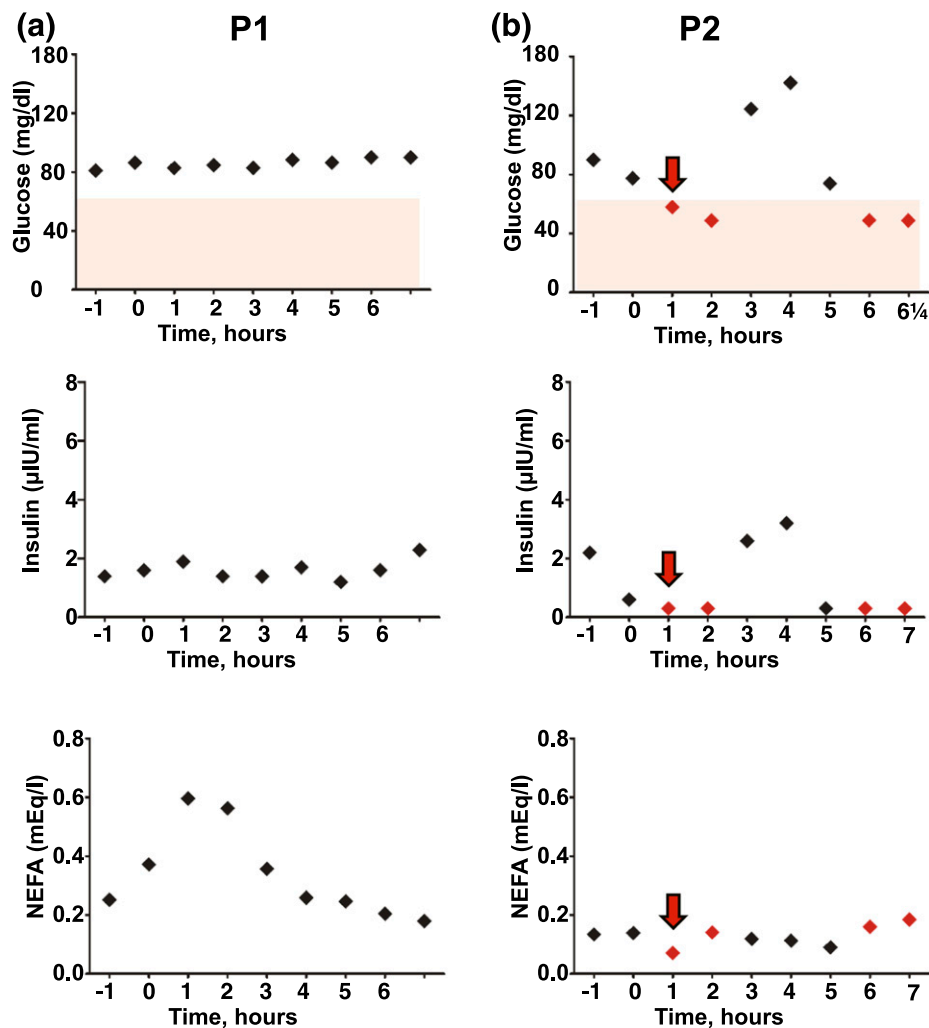 (a) P1
Glucose (mg/dl)
180
120
80
40
0
-1 0 1 2 3 4 5 6
Time, hours
(b) P2
Glucose (mg/dl)
180
120
80
40
0
-1 0 1 2 3 4 5 6 6¼
Time, hours
Insulin (µIU/ml)
8
6
4
2
0
-1 0 1 2 3 4 5 6
Time, hours
Insulin (µIU/ml)
8
6
4
2
0
-1 0 1 2 3 4 5 6 7
Time, hours
NEFA (mEq/l)
0.8
0.6
0.4
0.2
0.0
-1 0 1 2 3 4 5 6
Time, hours
NEFA (mEq/l)
0.8
0.6
0.4
0.2
0.0
-1 0 1 2 3 4 5 6 7
Time, hours